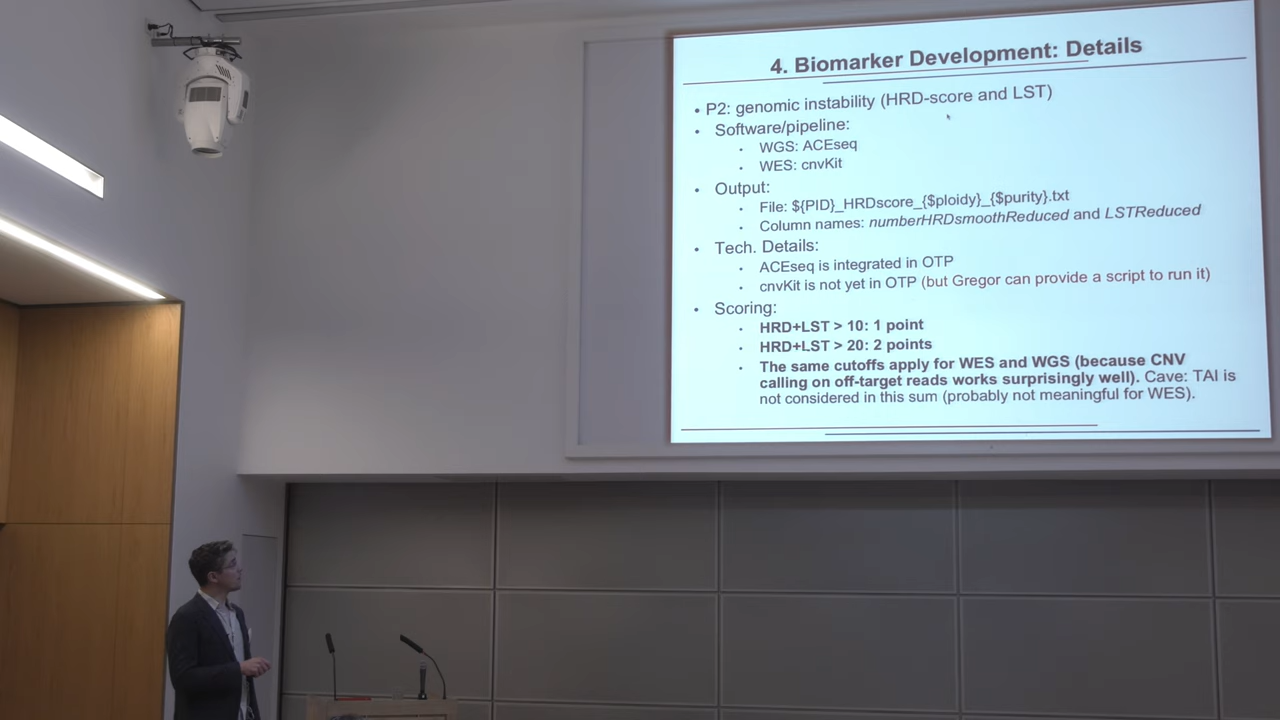 4. Biomarker Development: Details
• P2: genomic instability (HRD-score and LST)
• Software/pipeline:
• WGS: ACEseq
• WES: cnvKit
• Output:
• File: ${PID}_HRDscore_{$ploidy}_{$purity}.txt
• Column names: numberHRDsmoothReduced and LSTReduced
• Tech. Details:
• ACEseq is integrated in OTP
• cnvKit is not yet in OTP (but Gregor can provide a script to run it)
• Scoring:
• HRD+LST > 10: 1 point
• HRD+LST > 20: 2 points
• The same cutoffs apply for WES and WGS (because CNV
calling on off-target reads works surprisingly well). Cave: TAI is
not considered in this sum (probably not meaningful for WES).